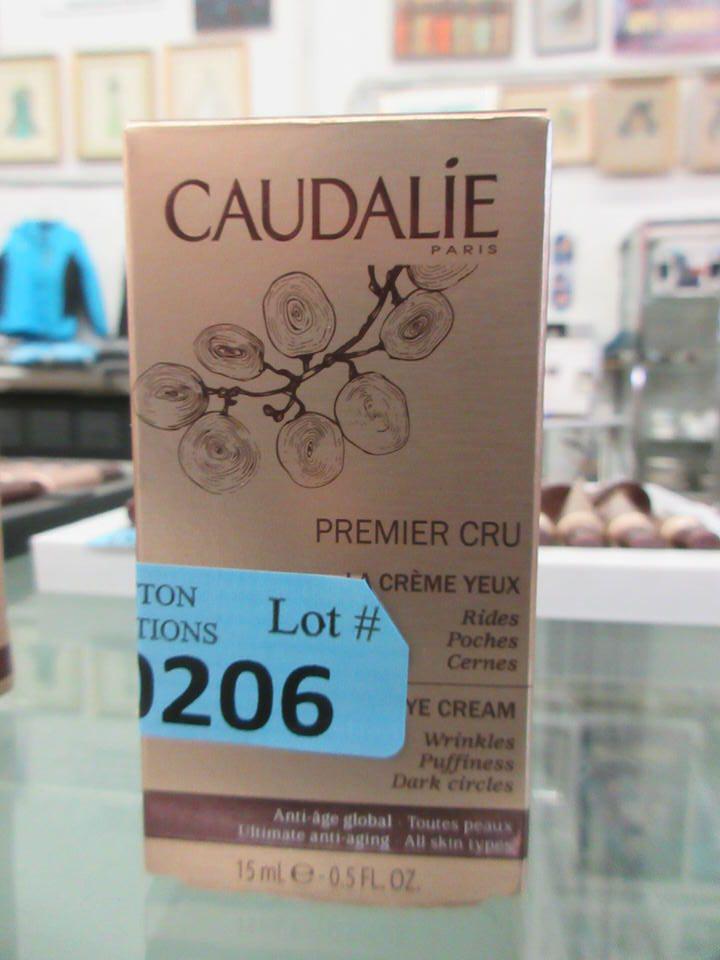 CAUDALIE
PARIS
PREMIER CRU
LA CRÈME YEUX
Rides
Poches
Cernes
TON
TIONS
Lot #
0206
YE CREAM
Wrinkles
Puffiness
Dark circles
Anti-âge global · Toutes peaux
Ultimate anti-aging · All skin types
15 mL ℮ - 0.5 FL. OZ.